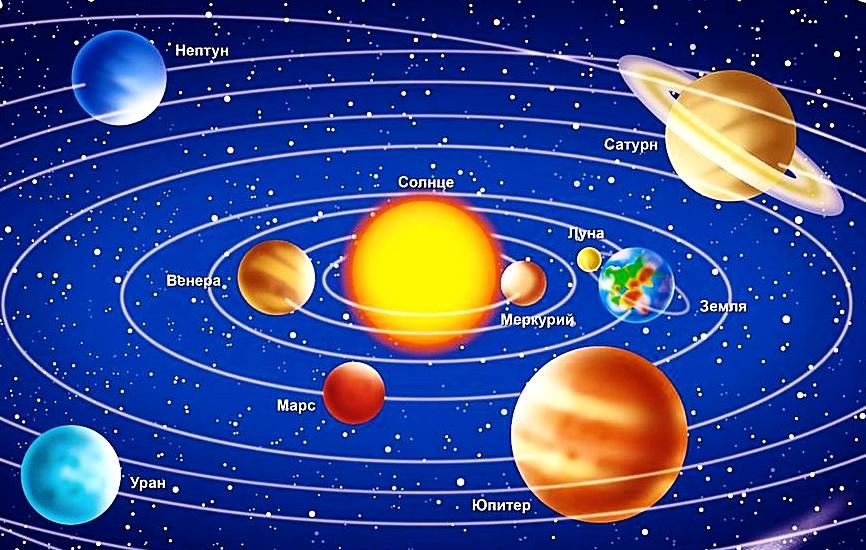 Нептун
Сатурн
Солнце
Луна
Венера
Земля
Меркурий
Марс
Уран
Юпитер